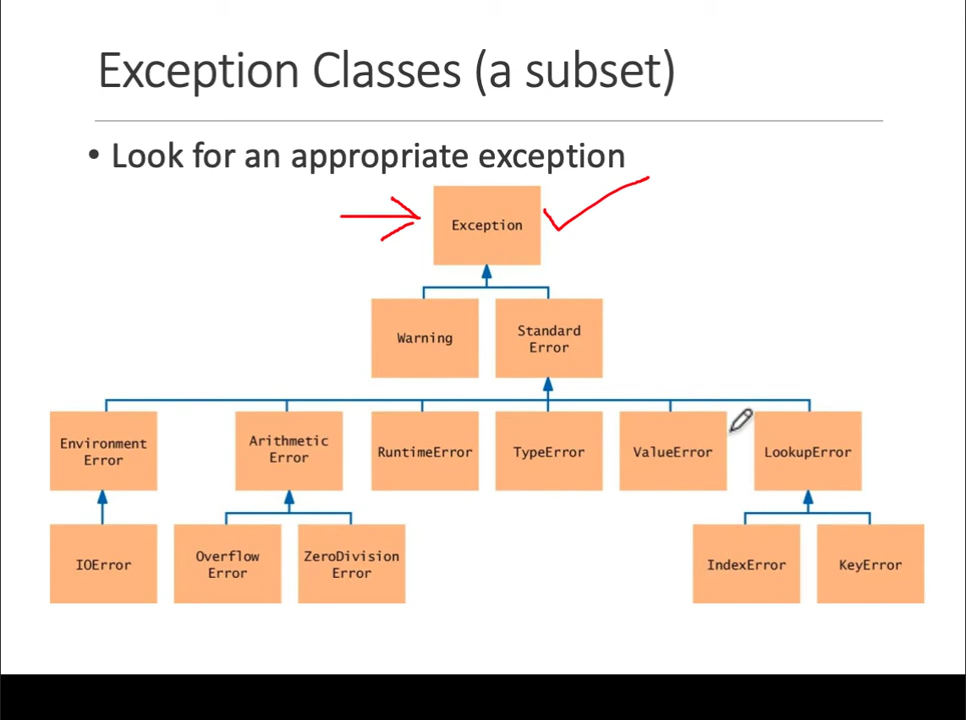 Exception Classes (a subset)
• Look for an appropriate exception
Exception
Warning
Standard
Error
Environment
Error
Arithmetic
Error
RuntimeError
TypeError
ValueError
LookupError
IOError
Overflow
Error
ZeroDivision
Error
IndexError
KeyError